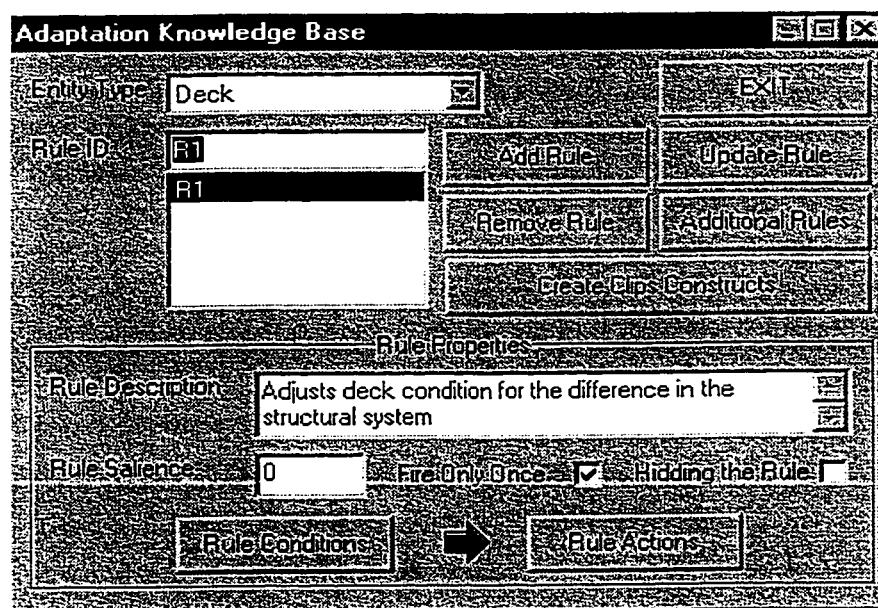 Adaptation Knowledge Base
Entity Type Deck EXIT
Rule ID R1 Add Rule Update Rule
R1
Remove Rule Additional Rules
Create Clips Constructs
Rule Properties
Rule Description Adjusts deck condition for the difference in the
structural system
Rule Salience 0 Fire Only Once Hidding the Rule
Rule Conditions Rule Actions